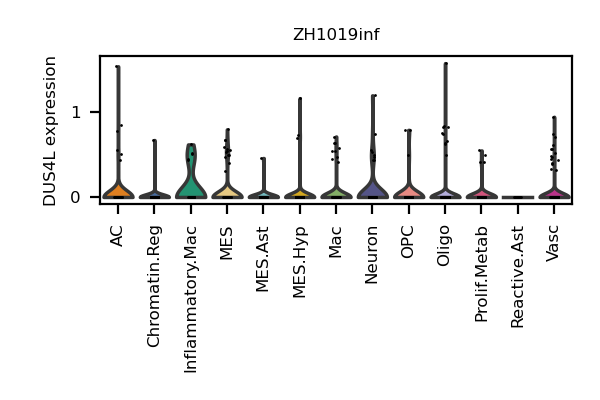 ZH1019inf
DUS4L expression
1
0
AC
Chromatin.Reg
Inflammatory.Mac
MES
MES.Ast
MES.Hyp
Mac
Neuron
OPC
Oligo
Prolif.Metab
Reactive.Ast
Vasc